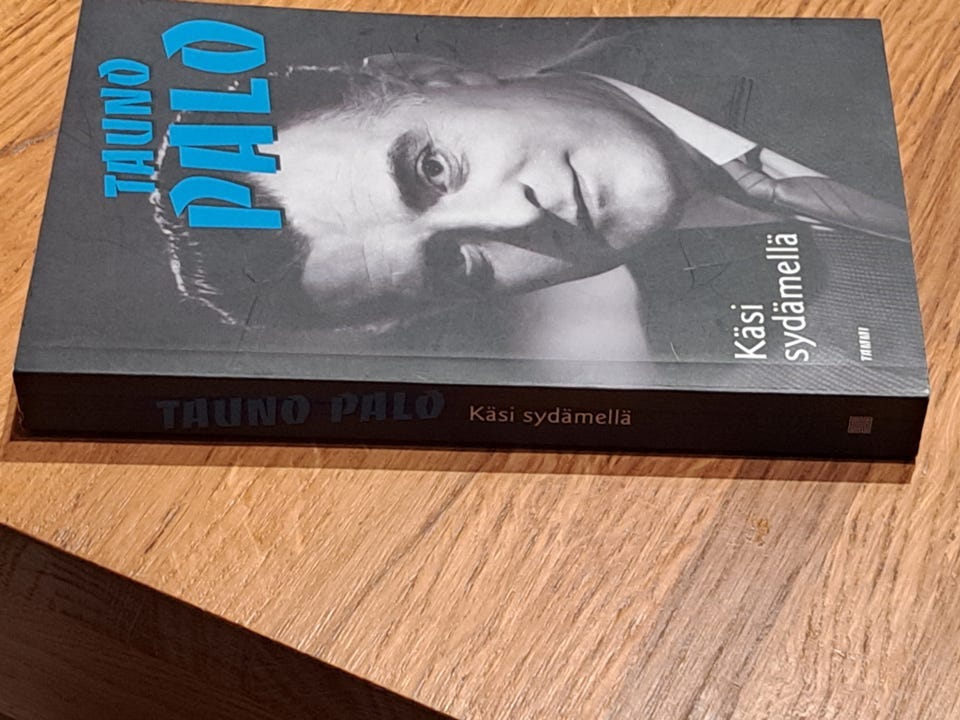 TAUNO
PALO
Käsi
sydämellä
TAMMI
TAUNO PALO Käsi sydämellä